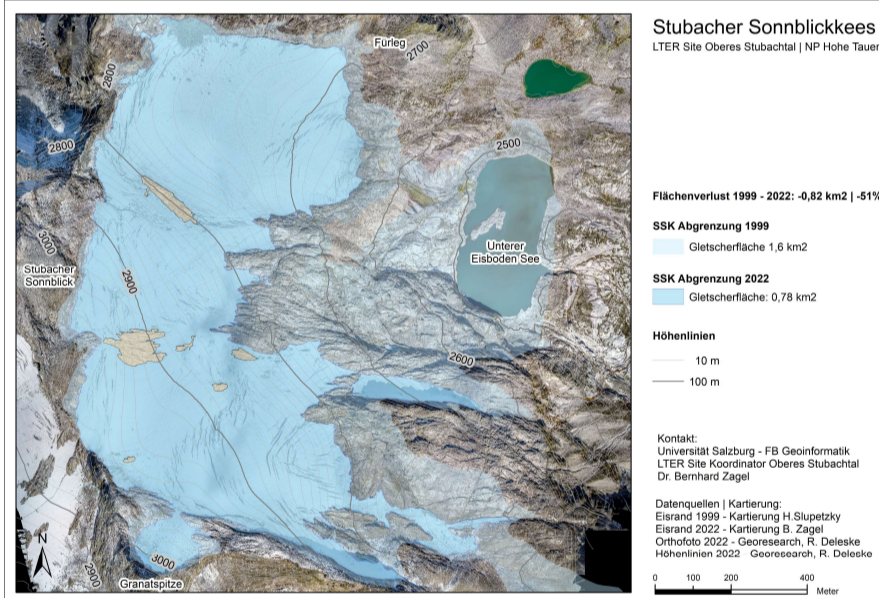 Stubacher Sonnblickkees
LTER Site Oberes Stubachtal | NP Hohe Tauer
Fürleg
2700
2800
2800
2500
3000
Stubacher
Sonnblick
2900
Unterer
Eisboden See
2600
3000
2900
Granatspitze
N
Flächenverlust 1999 - 2022: -0,82 km2 | -51%
SSK Abgrenzung 1999
Gletscherfläche 1,6 km2
SSK Abgrenzung 2022
Gletscherfläche: 0,78 km2
Höhenlinien
10 m
100 m
Kontakt:
Universität Salzburg - FB Geoinformatik
LTER Site Koordinator Oberes Stubachtal
Dr. Bernhard Zagel
Datenquellen | Kartierung:
Eisrand 1999 - Kartierung H.Slupetzky
Eisrand 2022 - Kartierung B. Zagel
Orthofoto 2022 - Georesearch, R. Deleske
Höhenlinien 2022 - Georesearch, R. Deleske
0 100 200 400
Meter